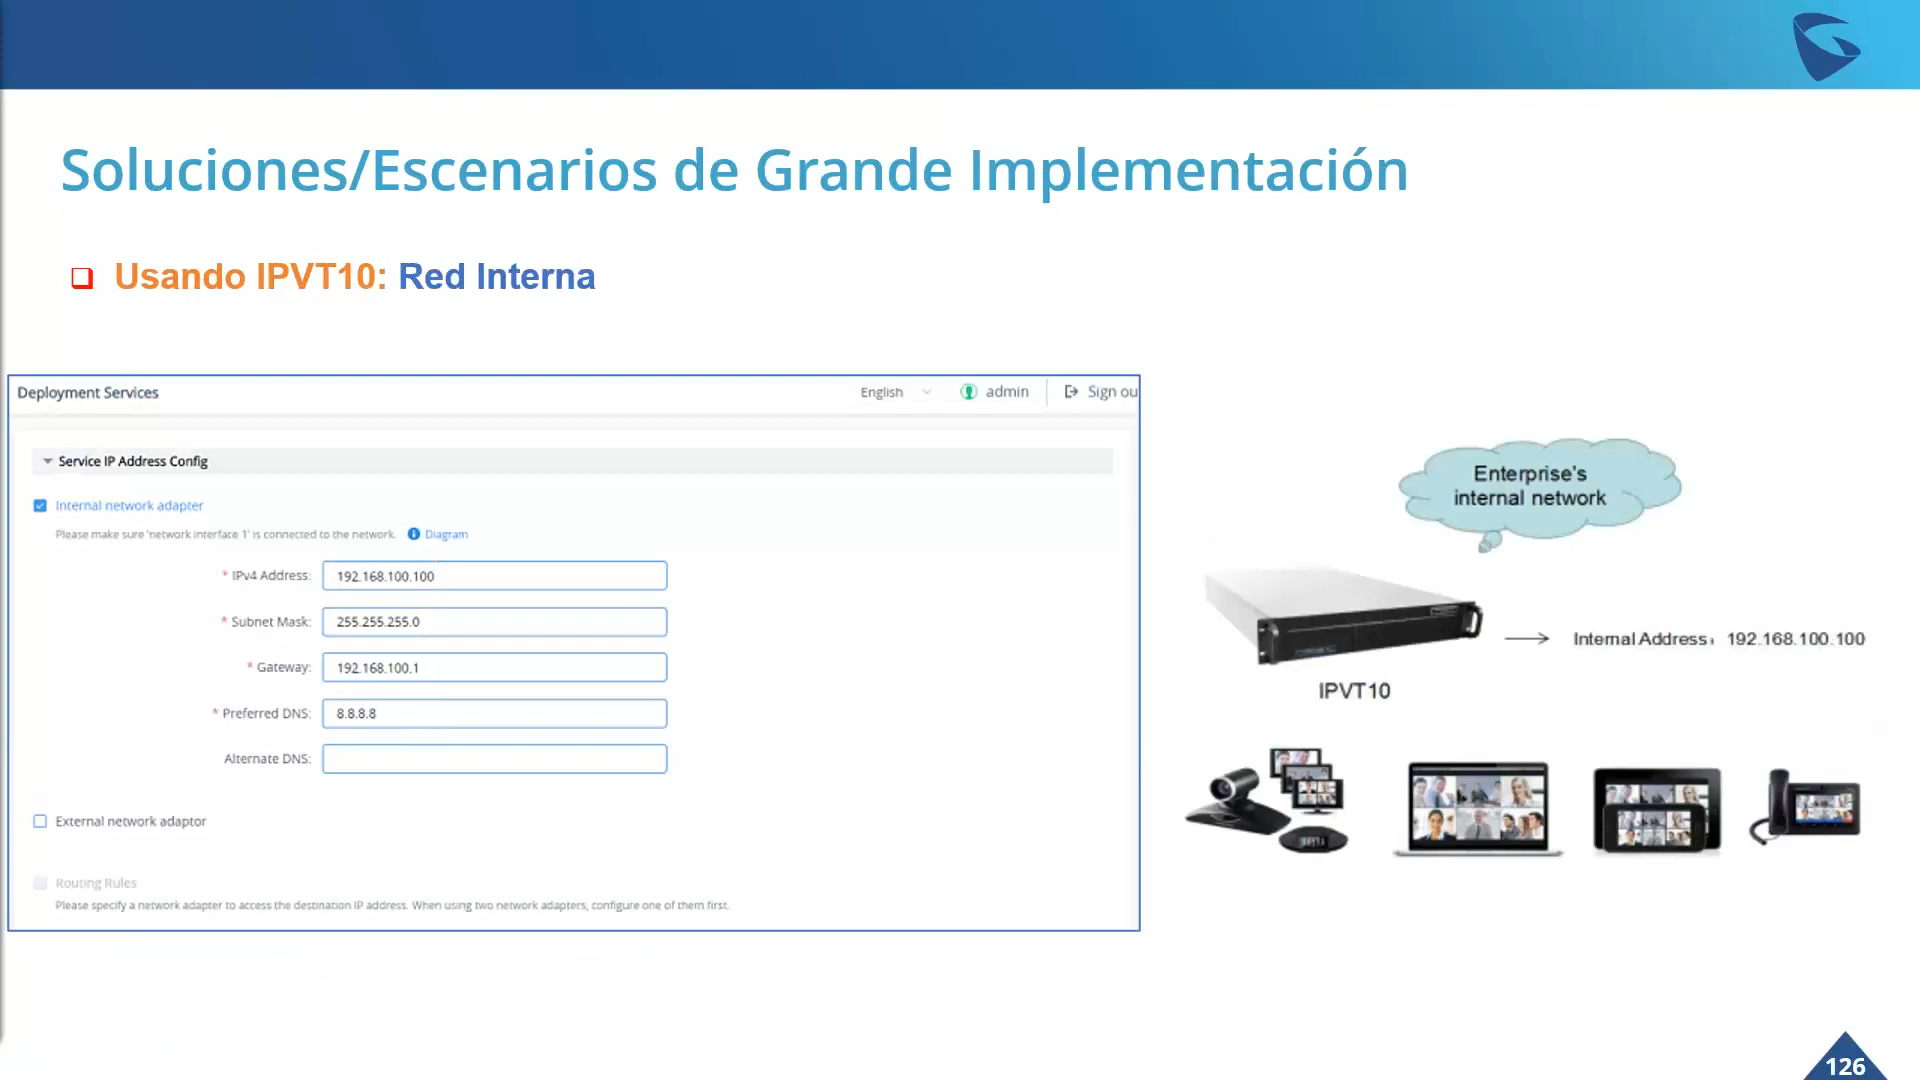 Soluciones/Escenarios de Grande Implementación
Usando IPVT10: Red Interna
Deployment Services
English
admin
Sign ou
Service IP Address Config
Internal network adapter
Please make sure 'network interface 1' is connected to the network. Diagram
* IPv4 Address: 192.168.100.100
* Subnet Mask: 255.255.255.0
* Gateway: 192.168.100.1
* Preferred DNS: 8.8.8.8
Alternate DNS:
External network adaptor
Routing Rules
Please specify a network adapter to access the destination IP address. When using two network adapters, configure one of them first.
Enterprise's
internal network
Internal Address: 192.168.100.100
IPVT10
126